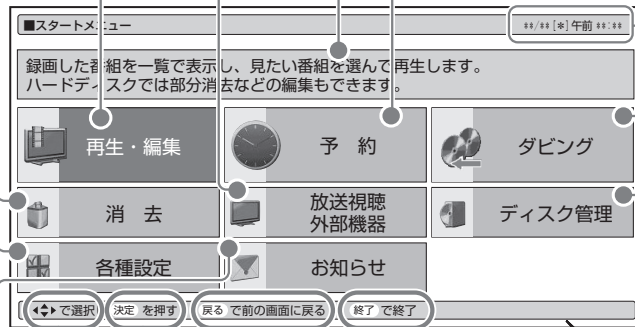 ■スタートメニュー
**/** [*] 午前 **:**
録画した番組を一覧で表示し、見たい番組を選んで再生します。
ハードディスクでは部分消去などの編集もできます。
再生・編集
予 約
ダビング
消 去
放送視聴
外部機器
ディスク管理
各種設定
お知らせ
で選択 決定 を押す 戻る で前の画面に戻る 終了 で終了